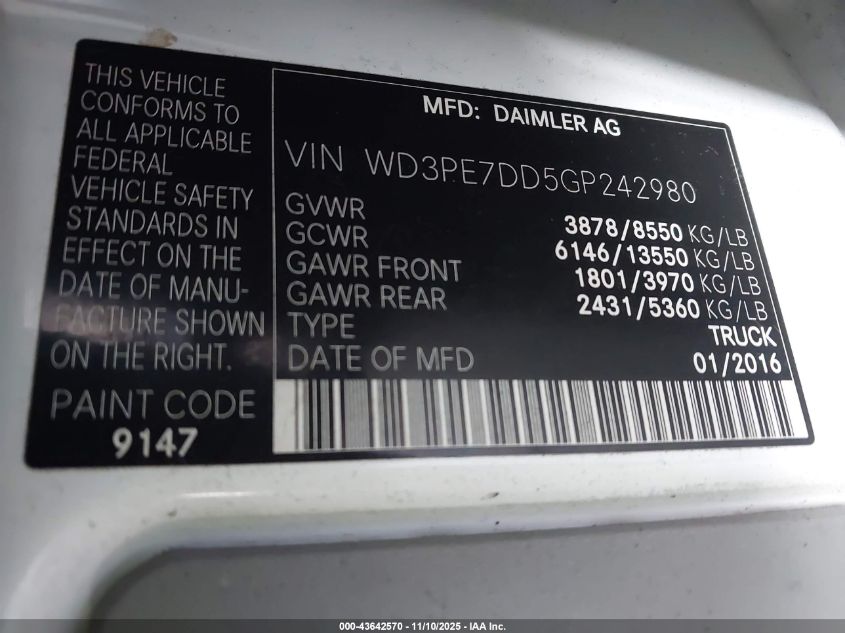 THIS VEHICLE
CONFORMS TO
ALL APPLICABLE
FEDERAL
VEHICLE SAFETY
STANDARDS IN
EFFECT ON THE
DATE OF MANU-
FACTURE SHOWN
ON THE RIGHT.
PAINT CODE
9147
MFD: DAIMLER AG
VIN WD3PE7DD5GP242980
GVWR 3878/8550 KG/LB
GCWR 6146/13550 KG/LB
GAWR FRONT 1801/3970 KG/LB
GAWR REAR 2431/5360 KG/LB
TYPE TRUCK
DATE OF MFD 01/2016
000-43642570 - 11/10/2025 - IAA Inc.